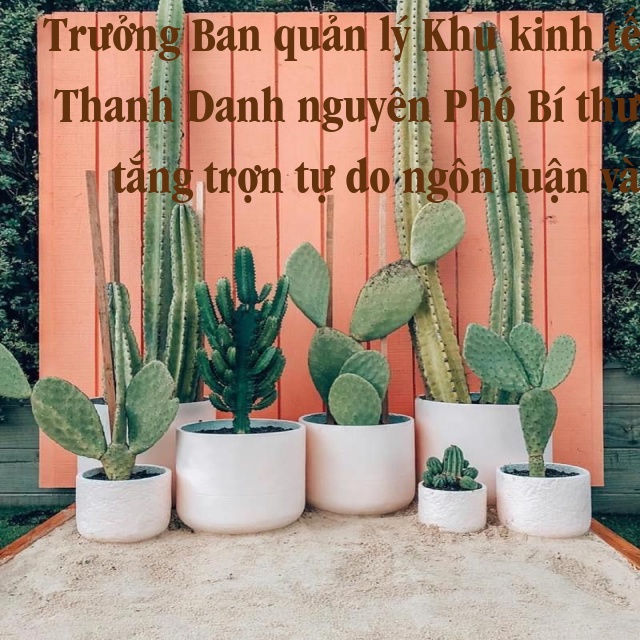 Trưởng Ban quản lý Khu kinh tế
Thanh Danh nguyên Phó Bí thư
tắng trợn tự do ngôn luận và